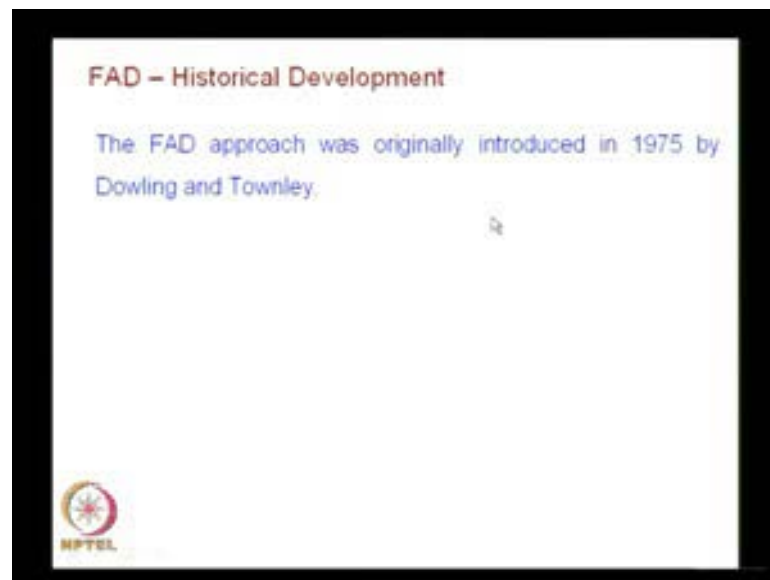 FAD – Historical Development
The FAD approach was originally introduced in 1975 by
Dowling and Townley.
NPTEL